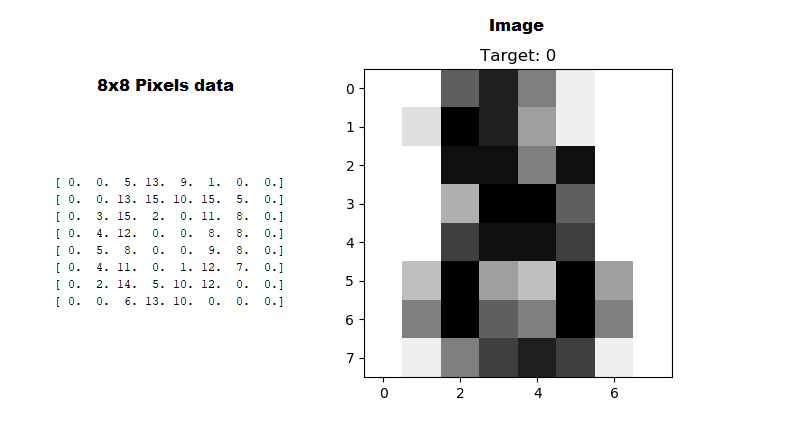 Image
Target: 0
8x8 Pixels data
[ 0. 0. 5. 13. 9. 1. 0. 0.]
[ 0. 0. 13. 15. 10. 15. 5. 0.]
[ 0. 3. 15. 2. 0. 11. 8. 0.]
[ 0. 4. 12. 0. 0. 8. 8. 0.]
[ 0. 5. 8. 0. 0. 9. 8. 0.]
[ 0. 4. 11. 0. 1. 12. 7. 0.]
[ 0. 2. 14. 5. 10. 12. 0. 0.]
[ 0. 0. 6. 13. 10. 0. 0. 0.]
0
1
2
3
4
5
6
7
0 2 4 6